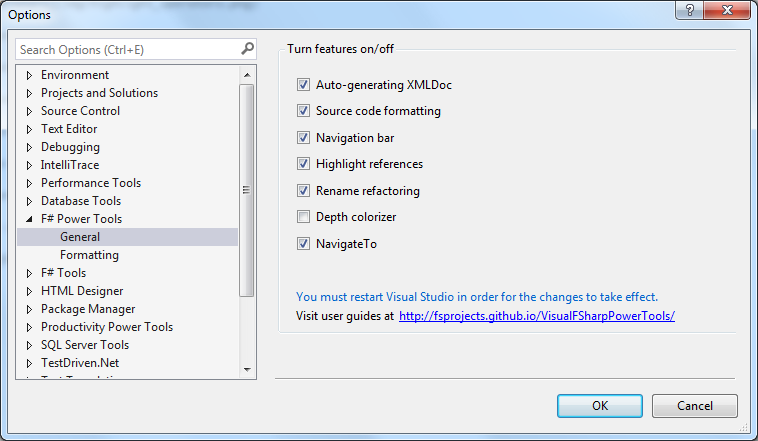 Options
Search Options (Ctrl+E)
Environment
Projects and Solutions
Source Control
Text Editor
Debugging
IntelliTrace
Performance Tools
Database Tools
F# Power Tools
General
Formatting
F# Tools
HTML Designer
Package Manager
Productivity Power Tools
SQL Server Tools
TestDriven.Net
Turn features on/off
Auto-generating XMLDoc
Source code formatting
Navigation bar
Highlight references
Rename refactoring
Depth colorizer
NavigateTo
You must restart Visual Studio in order for the changes to take effect.
Visit user guides at http://fsprojects.github.io/VisualFSharpPowerTools/
OK
Cancel